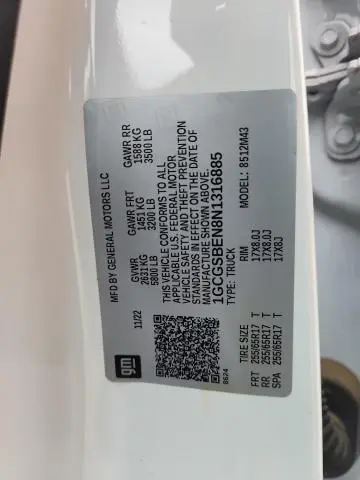 gm
11/22
MFD BY GENERAL MOTORS LLC
GVWR GAWR FRT GAWR RR
2631 KG 1451 KG 1588 KG
5800 LB 3200 LB 3500 LB
THIS VEHICLE CONFORMS TO ALL
APPLICABLE U.S. FEDERAL MOTOR
VEHICLE SAFETY AND THEFT PREVENTION
STANDARDS IN EFFECT ON THE DATE OF
MANUFACTURE SHOWN ABOVE.
1GCGSBEN8N1316885
TYPE: TRUCK MODEL: 8512M43
8624
TIRE SIZE RIM
FRT 255/65R17 T 17X8.0J
RR 255/65R17 T 17X8.0J
SPA 255/65R17 T 17X8J